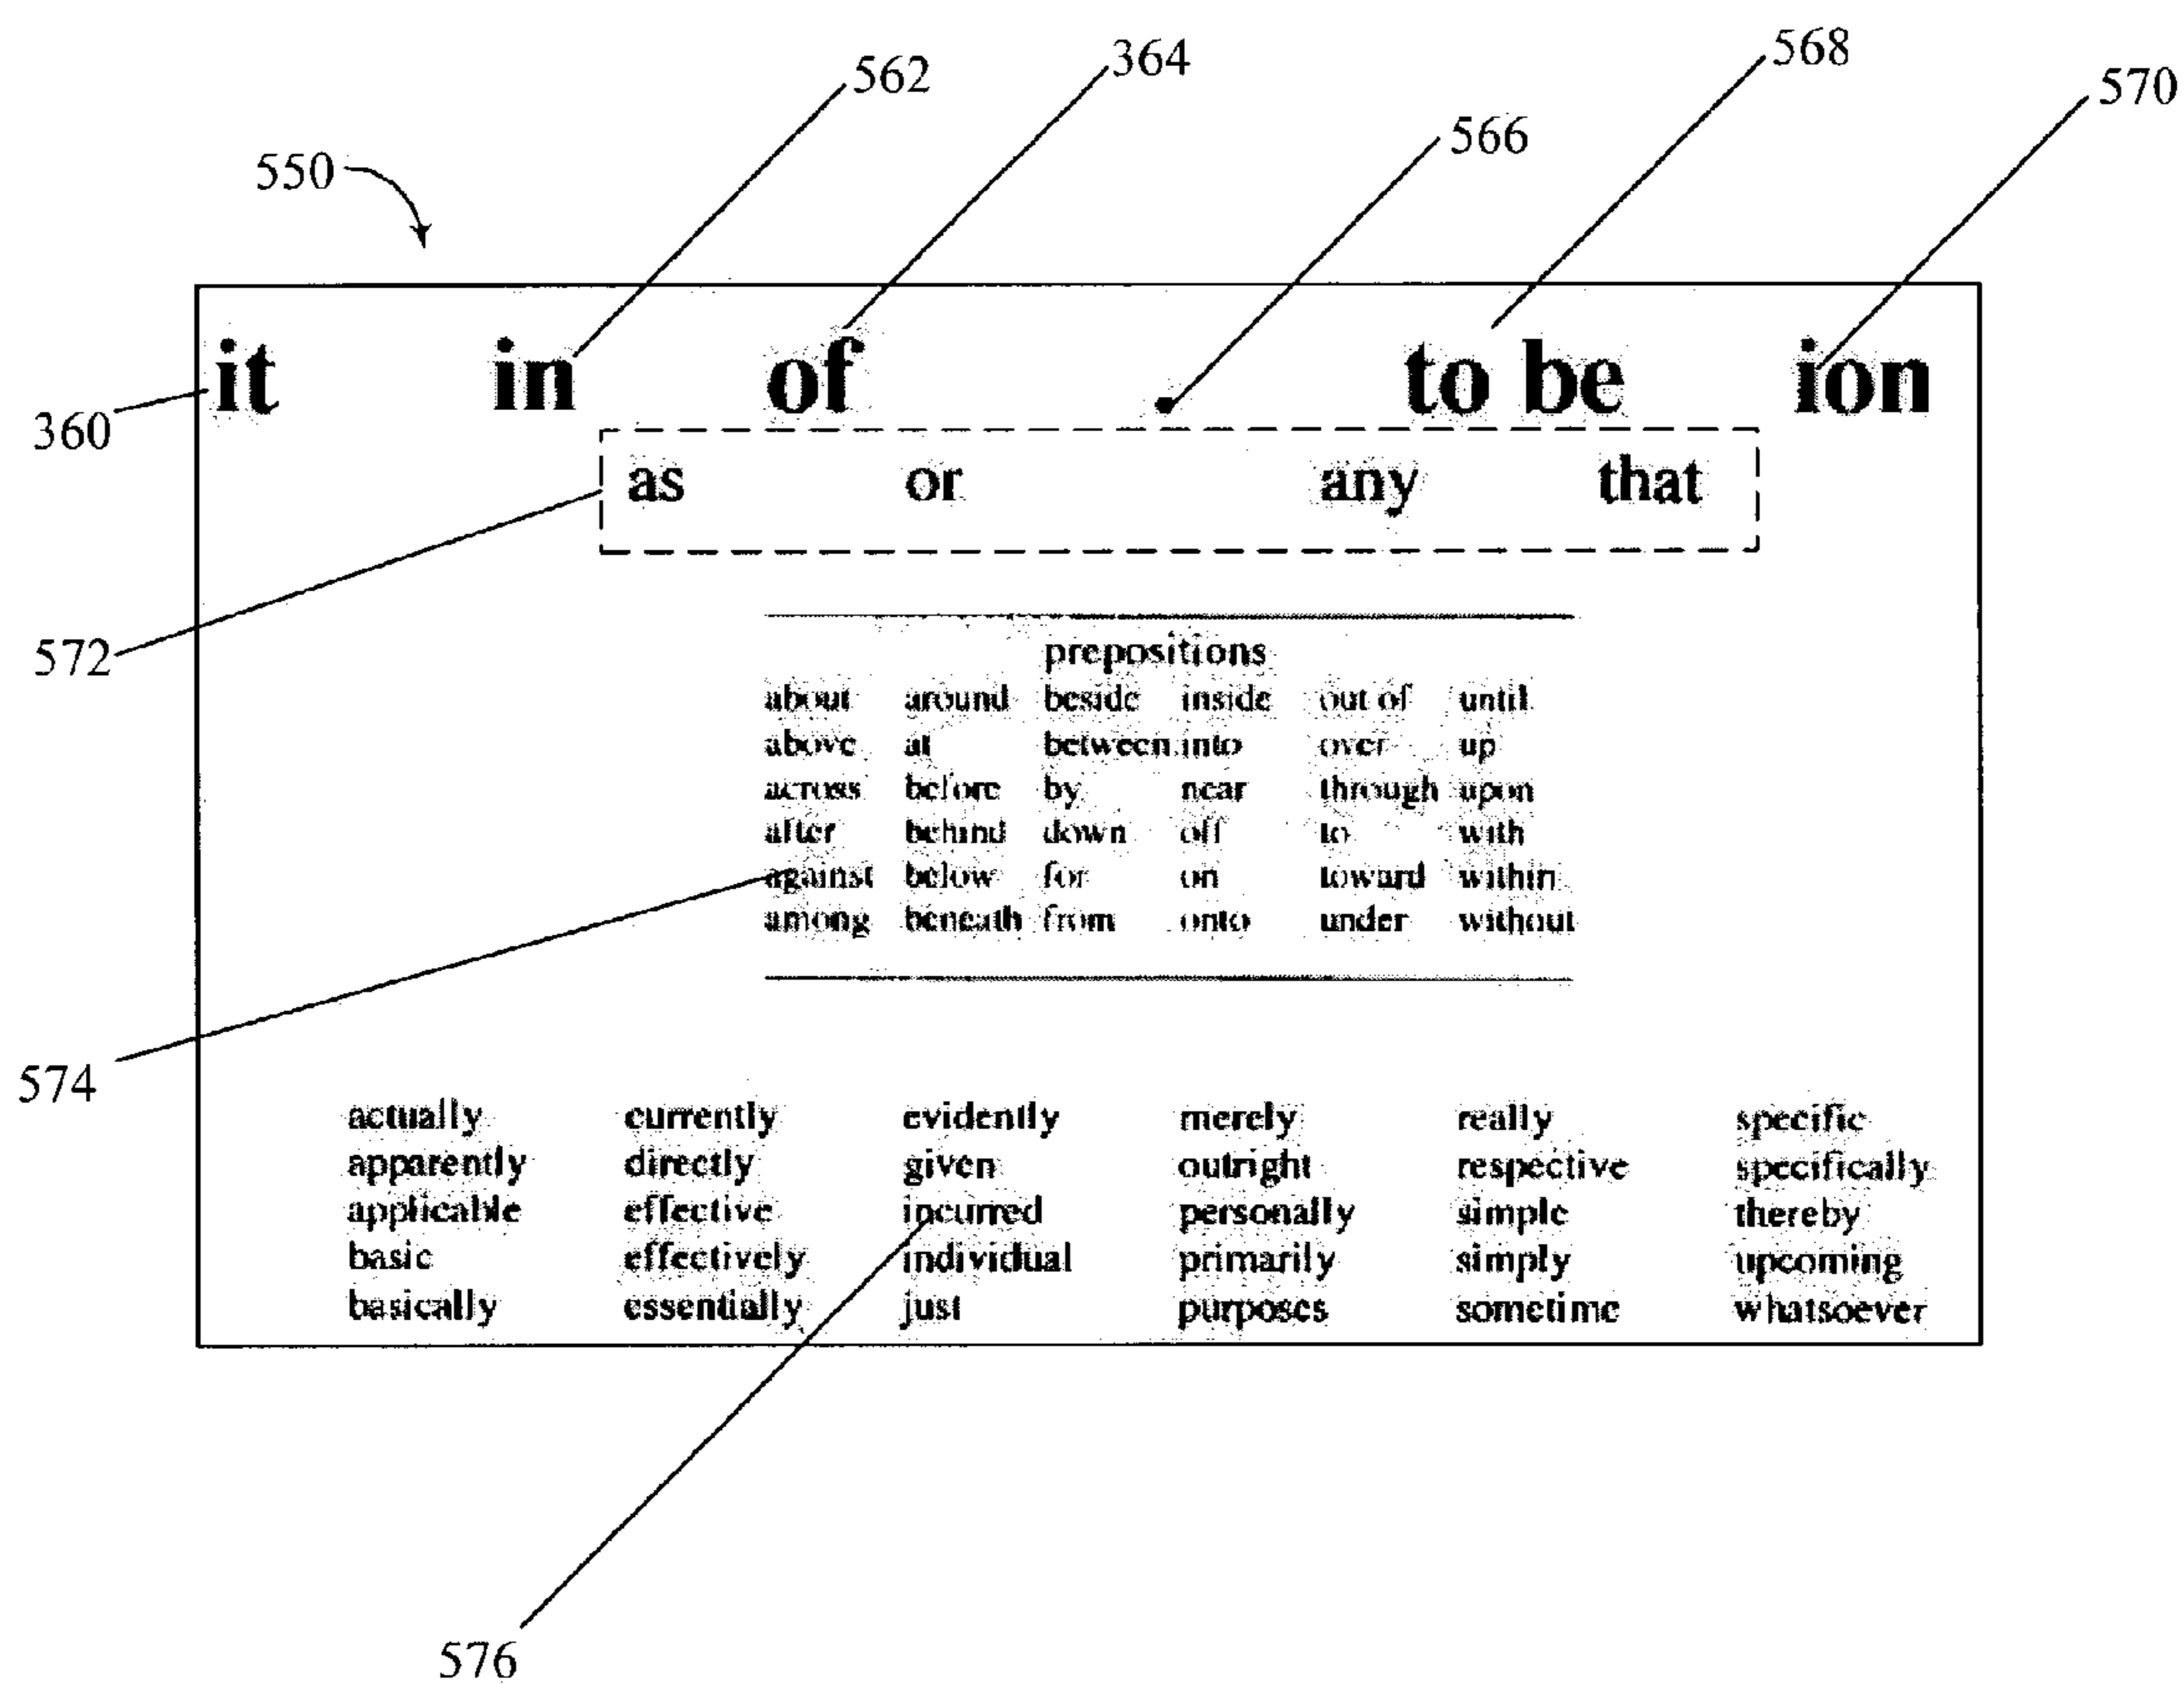 568
364
562
570
566
550
it in of . to be ion
360
as or any that
572
prepositions
about around beside inside out of until
above at between into over up
across before by near through upon
after behind down off to with
against below for on toward within
among beneath from onto under without
574
actually currently evidently merely really specific
apparently directly given outright respective specifically
applicable effective incurred personally simple thereby
basic effectively individual primarily simply upcoming
basically essentially just purposes sometime whatsoever
576